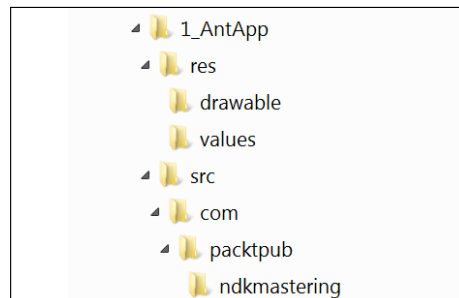 1_AntApp
res
drawable
values
src
com
packtpub
ndkmastering